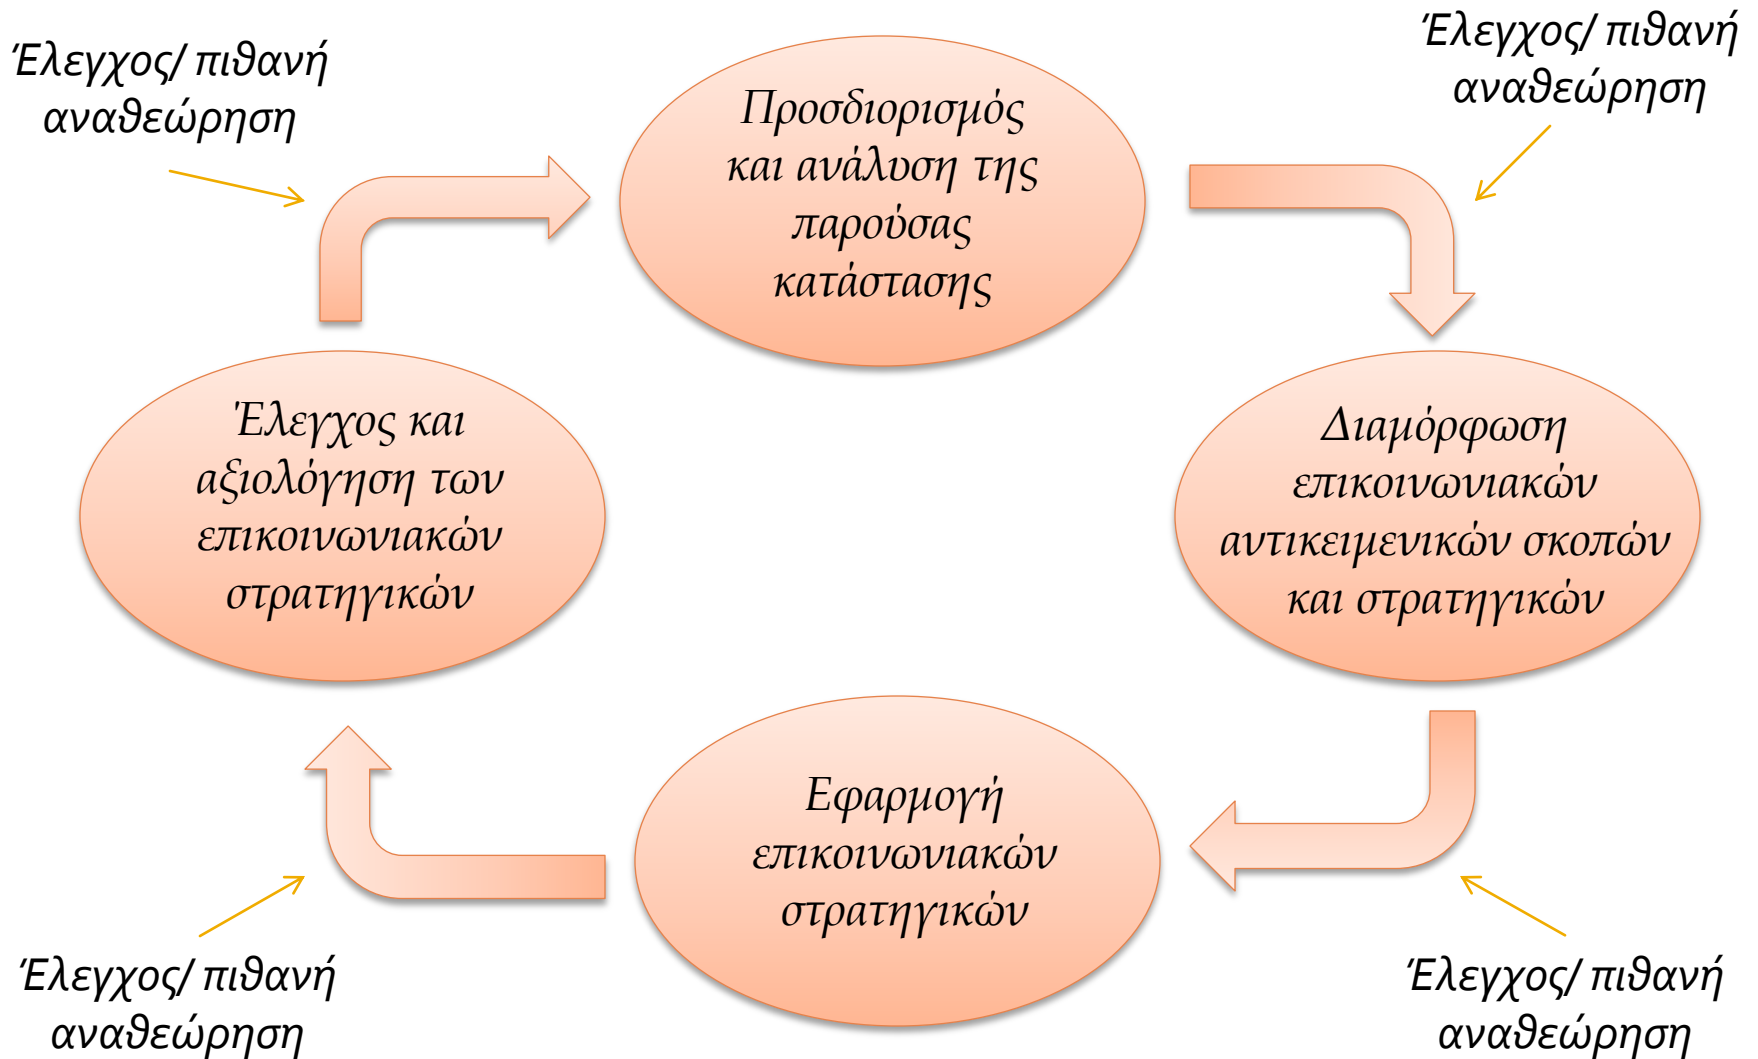 Έλεγχος/ πιθανή
αναθεώρηση
Έλεγχος/ πιθανή
αναθεώρηση
Προσδιορισμός
και ανάλυση της
παρούσας
κατάστασης
Έλεγχος και
αξιολόγηση των
επικοινωνιακών
στρατηγικών
Διαμόρφωση
επικοινωνιακών
αντικειμενικών σκοπών
και στρατηγικών
Εφαρμογή
επικοινωνιακών
στρατηγικών
Έλεγχος/ πιθανή
αναθεώρηση
Έλεγχος/ πιθανή
αναθεώρηση